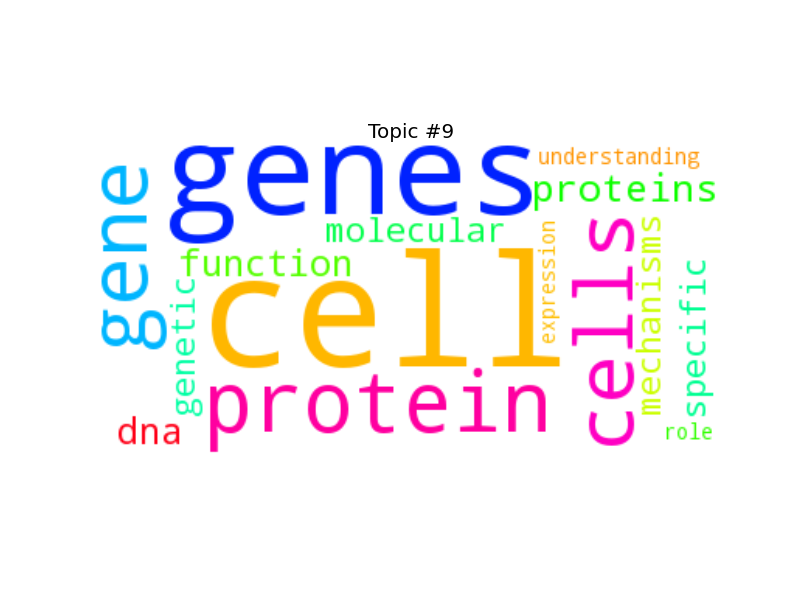 Topic #9
genes
understanding
proteins
gene
molecular
function
cell
expression
cells
mechanisms
specific
genetic
protein
dna
role